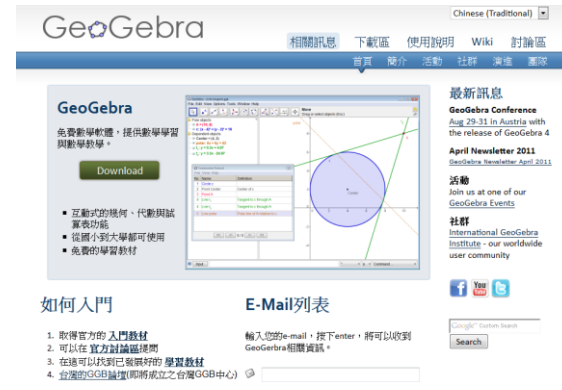 Chinese (Traditional)
GeoGebra
相關訊息 下載區 使用說明 Wiki 討論區
首頁 簡介 活動 社群 演進 團隊
GeoGebra
免費數學軟體，提供數學學習
與數學教學。
Download
■ 互動式的幾何、代數與試
算表功能
■ 從國小到大學都可使用
■ 免費的學習教材
最新訊息
GeoGebra Conference
Aug 29-31 in Austria with
the release of GeoGebra 4
April Newsletter 2011
GeoGebra Newsletter April 2011
活動
Join us at one of our
GeoGebra Events
社群
International GeoGebra
Institute - our worldwide
user community
You
Google™ Custom Search
Search
如何入門
1. 取得官方的 入門教材
2. 可以在 官方討論區提問
3. 在這可以找到已發展好的 學習教材
4. 台灣的GGB論壇(即將成立之台灣GGB中心)
E-Mail列表
輸入您的e-mail，按下enter，將可以收到
GeoGerbra相關資訊。